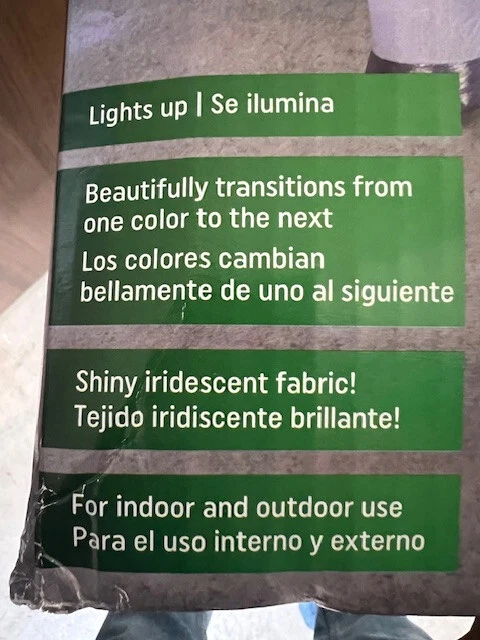 Lights up | Se ilumina
Beautifully transitions from
one color to the next
Los colores cambian
bellamente de uno al siguiente
Shiny iridescent fabric!
Tejido iridiscente brillante!
For indoor and outdoor use
Para el uso interno y externo